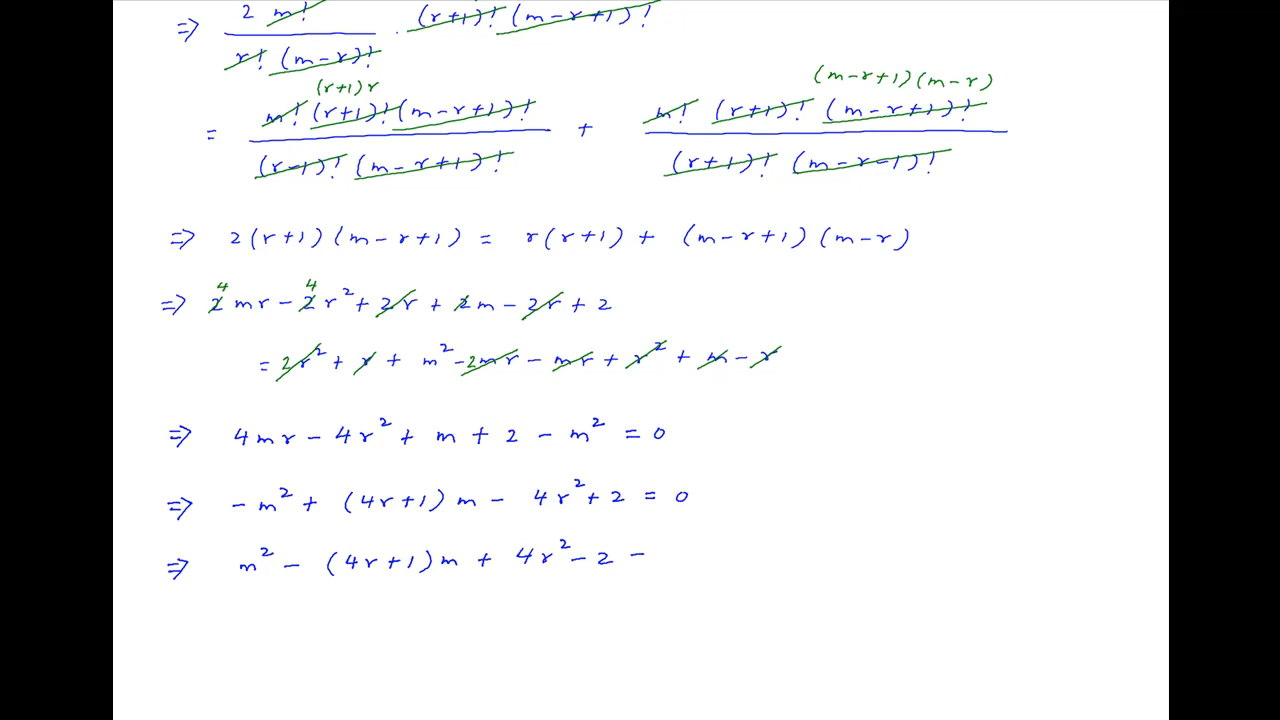 ⇒ 2 m! / r! (m-r)! . (r+1)! (m-r+1)!
(r+1) r (m-r+1) (m-r)
= m! (r+1)! (m-r+1)! / (r-1)! (m-r+1)! + m! (r+1)! (m-r+1)! / (r+1)! (m-r-1)!
⇒ 2(r+1)(m-r+1) = r(r+1) + (m-r+1)(m-r)
4 4
⇒ 2mr - 2r² + 2r + 2m - 2r + 2
= 2r² + r + m² - 2mr - mr + r² + m - r
⇒ 4mr - 4r² + m + 2 - m² = 0
⇒ -m² + (4r+1)m - 4r² + 2 = 0
⇒ m² - (4r+1)m + 4r² - 2 -